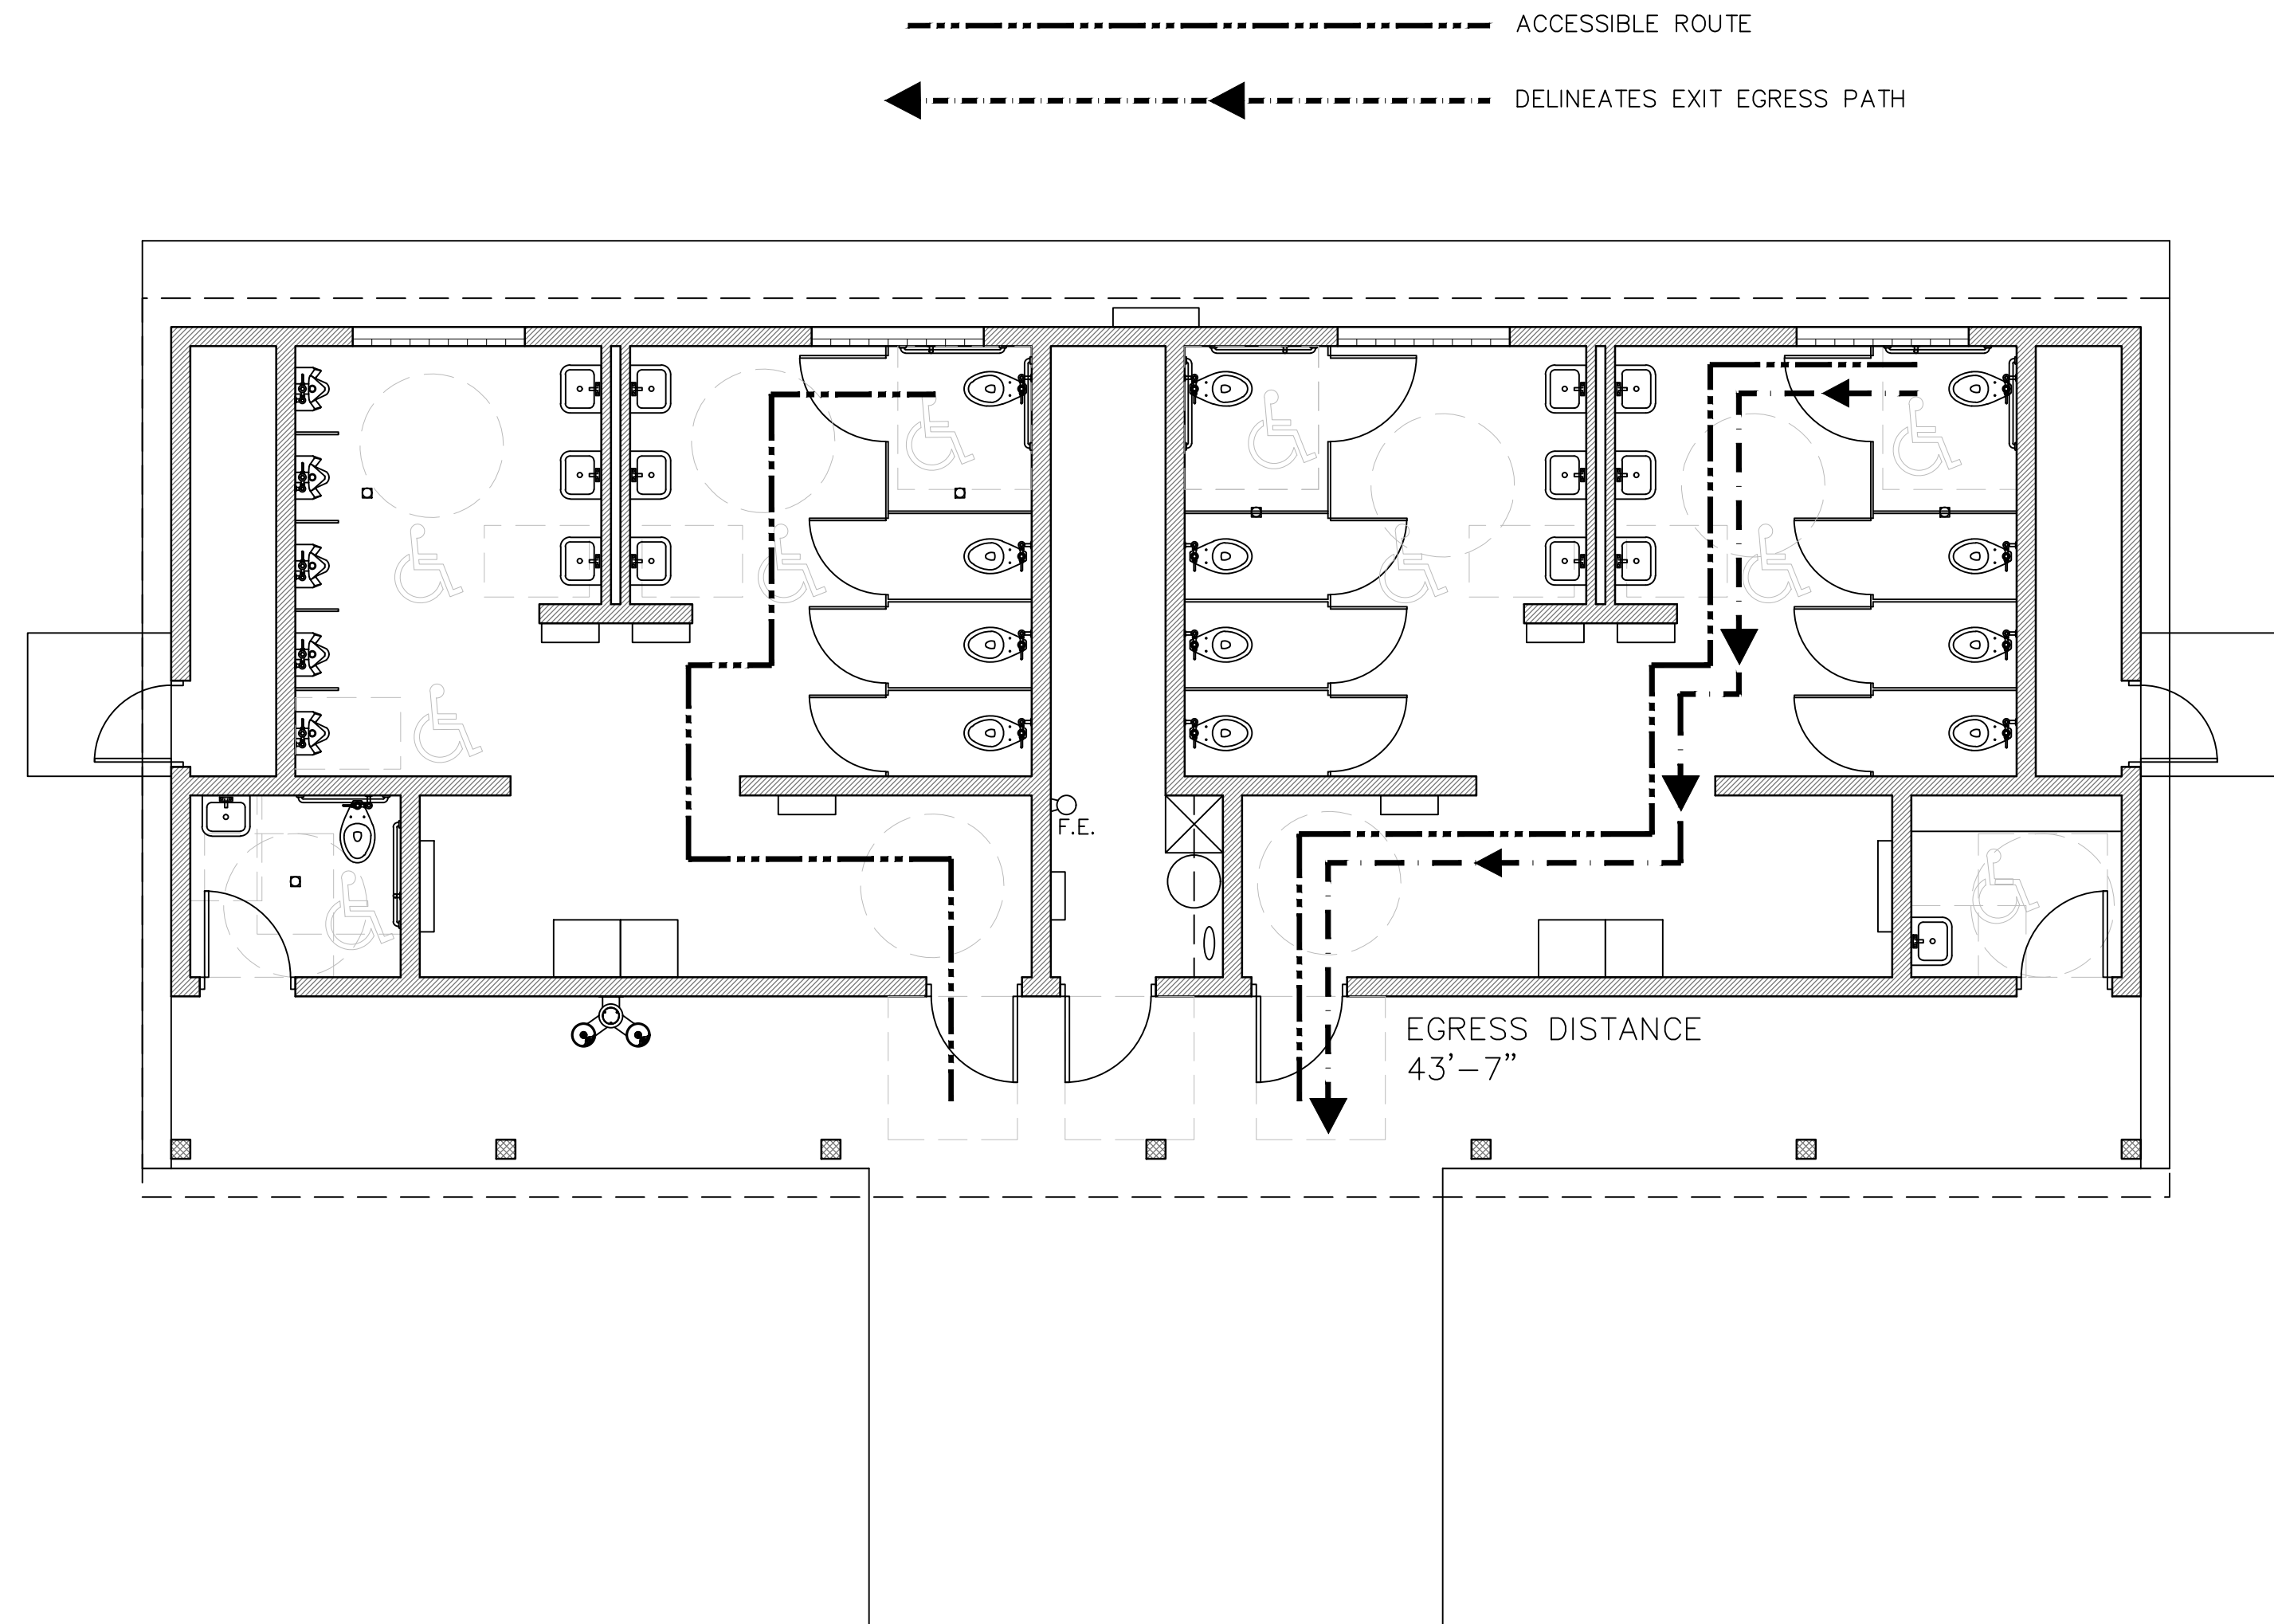 ACCESSIBLE ROUTE
DELINEATES EXIT EGRESS PATH
F.E.
EGRESS DISTANCE
43'-7"